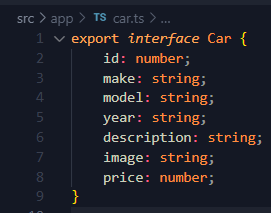 src > app > TS car.ts > ...
1 export interface Car {
2 id: number;
3 make: string;
4 model: string;
5 year: string;
6 description: string;
7 image: string;
8 price: number;
9 }
10